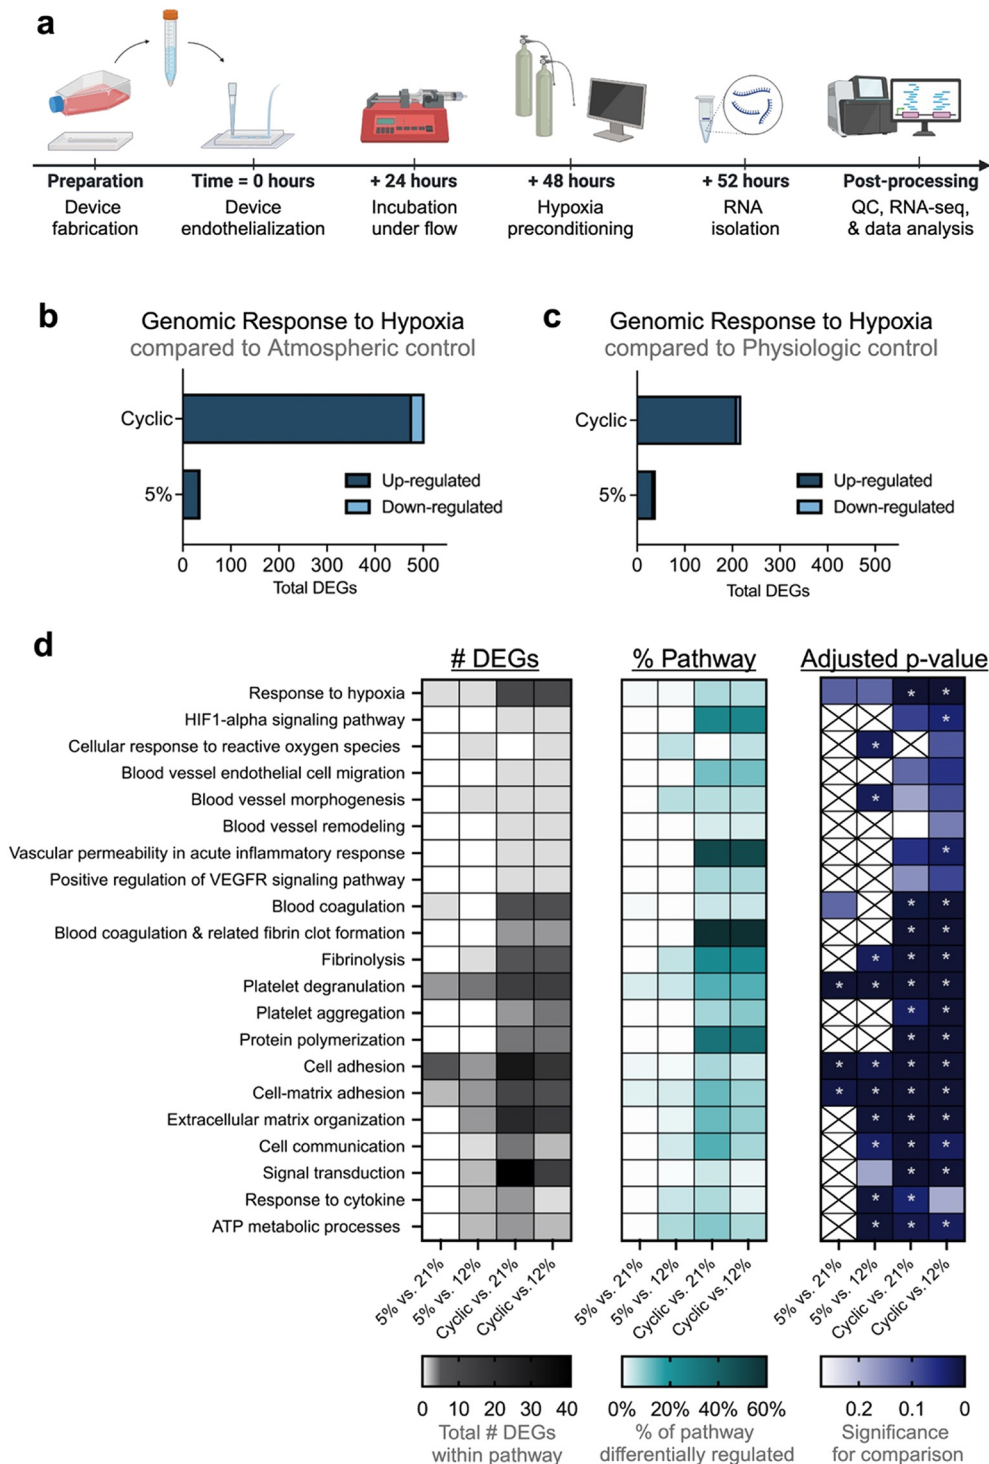 a
Preparation
Device
fabrication
Time = 0 hours
Device
endothelialization
+ 24 hours
Incubation
under flow
+ 48 hours
Hypoxia
preconditioning
+ 52 hours
RNA
isolation
Post-processing
QC, RNA-seq,
& data analysis
b
Genomic Response to Hypoxia
compared to Atmospheric control
Cyclic
5%
Up-regulated
Down-regulated
0 100 200 300 400 500
Total DEGs
c
Genomic Response to Hypoxia
compared to Physiologic control
Cyclic
5%
Up-regulated
Down-regulated
0 100 200 300 400 500
Total DEGs
d
# DEGs
% Pathway
Adjusted p-value
Response to hypoxia * *
HIF1-alpha signaling pathway *
Cellular response to reactive oxygen species *
Blood vessel endothelial cell migration
Blood vessel morphogenesis *
Blood vessel remodeling
Vascular permeability in acute inflammatory response *
Positive regulation of VEGFR signaling pathway
Blood coagulation * *
Blood coagulation & related fibrin clot formation * *
Fibrinolysis * * *
Platelet degranulation * * * *
Platelet aggregation * *
Protein polymerization * *
Cell adhesion * * * *
Cell-matrix adhesion * * * *
Extracellular matrix organization * * *
Cell communication * * *
Signal transduction * *
Response to cytokine * *
ATP metabolic processes * * *
5% vs. 21%
5% vs. 12%
Cyclic vs. 21%
Cyclic vs.12%
5% vs. 21%
5% vs. 12%
Cyclic vs. 21%
Cyclic vs.12%
5% vs. 21%
5% vs. 12%
Cyclic vs. 21%
Cyclic vs.12%
0 10 20 30 40
Total # DEGs
within pathway
0% 20% 40% 60%
% of pathway
differentially regulated
0.2 0.1 0
Significance
for comparison